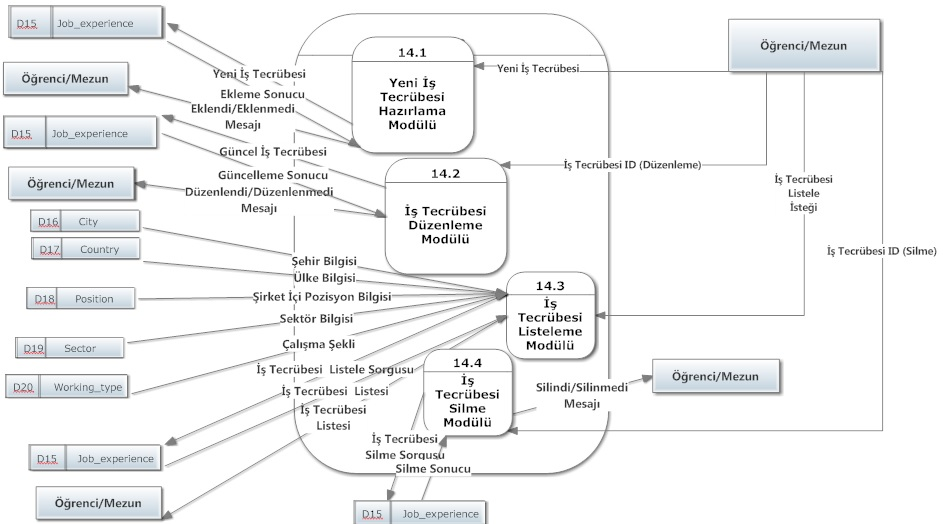 D15 Job_experience
Öğrenci/Mezun
D15 Job_experience
Öğrenci/Mezun
D16 City
D17 Country
D18 Position
D19 Sector
D20 Working_type
D15 Job_experience
Öğrenci/Mezun
Yeni İş Tecrübesi
Ekleme Sonucu
Eklendi/Eklenmedi
Mesajı
Güncel İş Tecrübesi
Güncelleme Sonucu
Düzenlendi/Düzenlenmedi
Mesajı
Şehir Bilgisi
Ülke Bilgisi
Şirket İçi Pozisyon Bilgisi
Sektör Bilgisi
Çalışma Şekli
İş Tecrübesi Listele Sorgusu
İş Tecrübesi Listesi
İş Tecrübesi
Listesi
14.1
Yeni İş
Tecrübesi
Hazırlama
Modülü
14.2
İş Tecrübesi
Düzenleme
Modülü
14.3
İş
Tecrübesi
Listeleme
Modülü
14.4
İş
Tecrübesi
Silme
Modülü
İş Tecrübesi
Silme Sorgusu
Silme Sonucu
D15 Job_experience
Öğrenci/Mezun
Yeni İş Tecrübesi
İş Tecrübesi ID (Düzenleme)
İş Tecrübesi
Listele
İsteği
İş Tecrübesi ID (Silme)
Silindi/Silinmedi
Mesajı
Öğrenci/Mezun